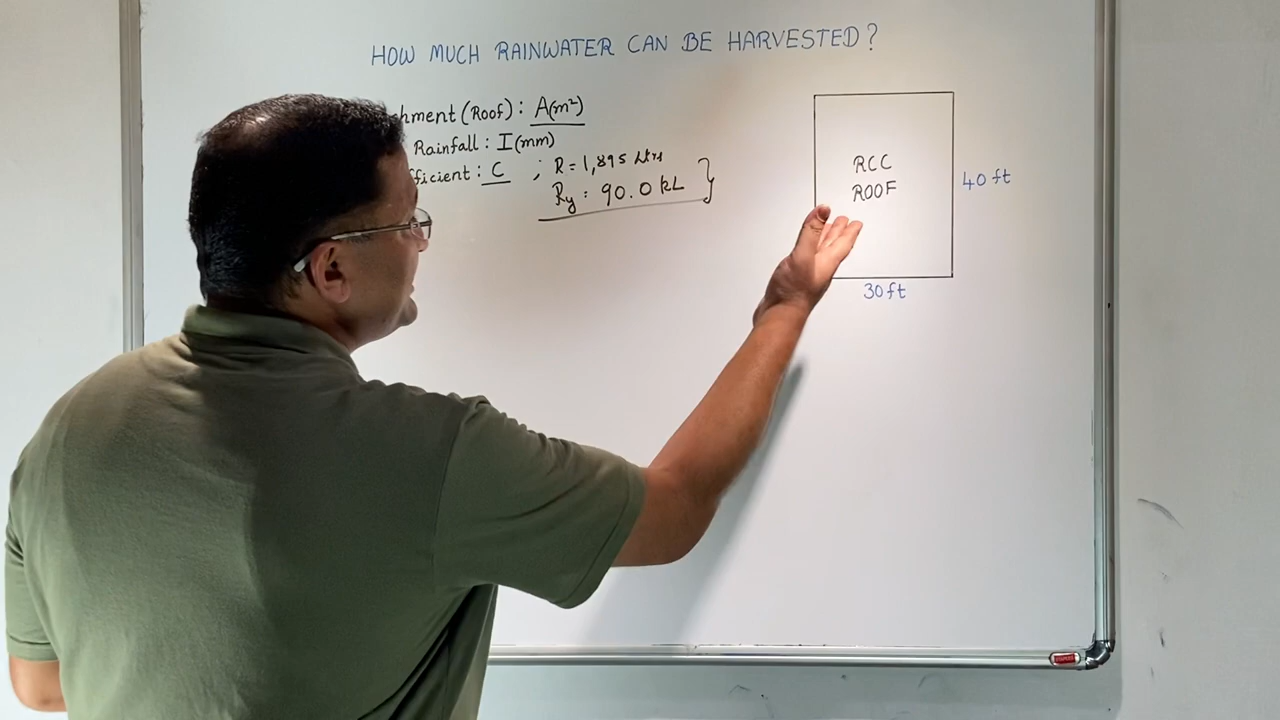 HOW MUCH RAINWATER CAN BE HARVESTED?
hment (Roof): A(m²)
Rainfall: I(mm)
ficient: C ; R = 1,895 Ltrs
Ry : 90.0 kL
RCC
ROOF
40 ft
30 ft